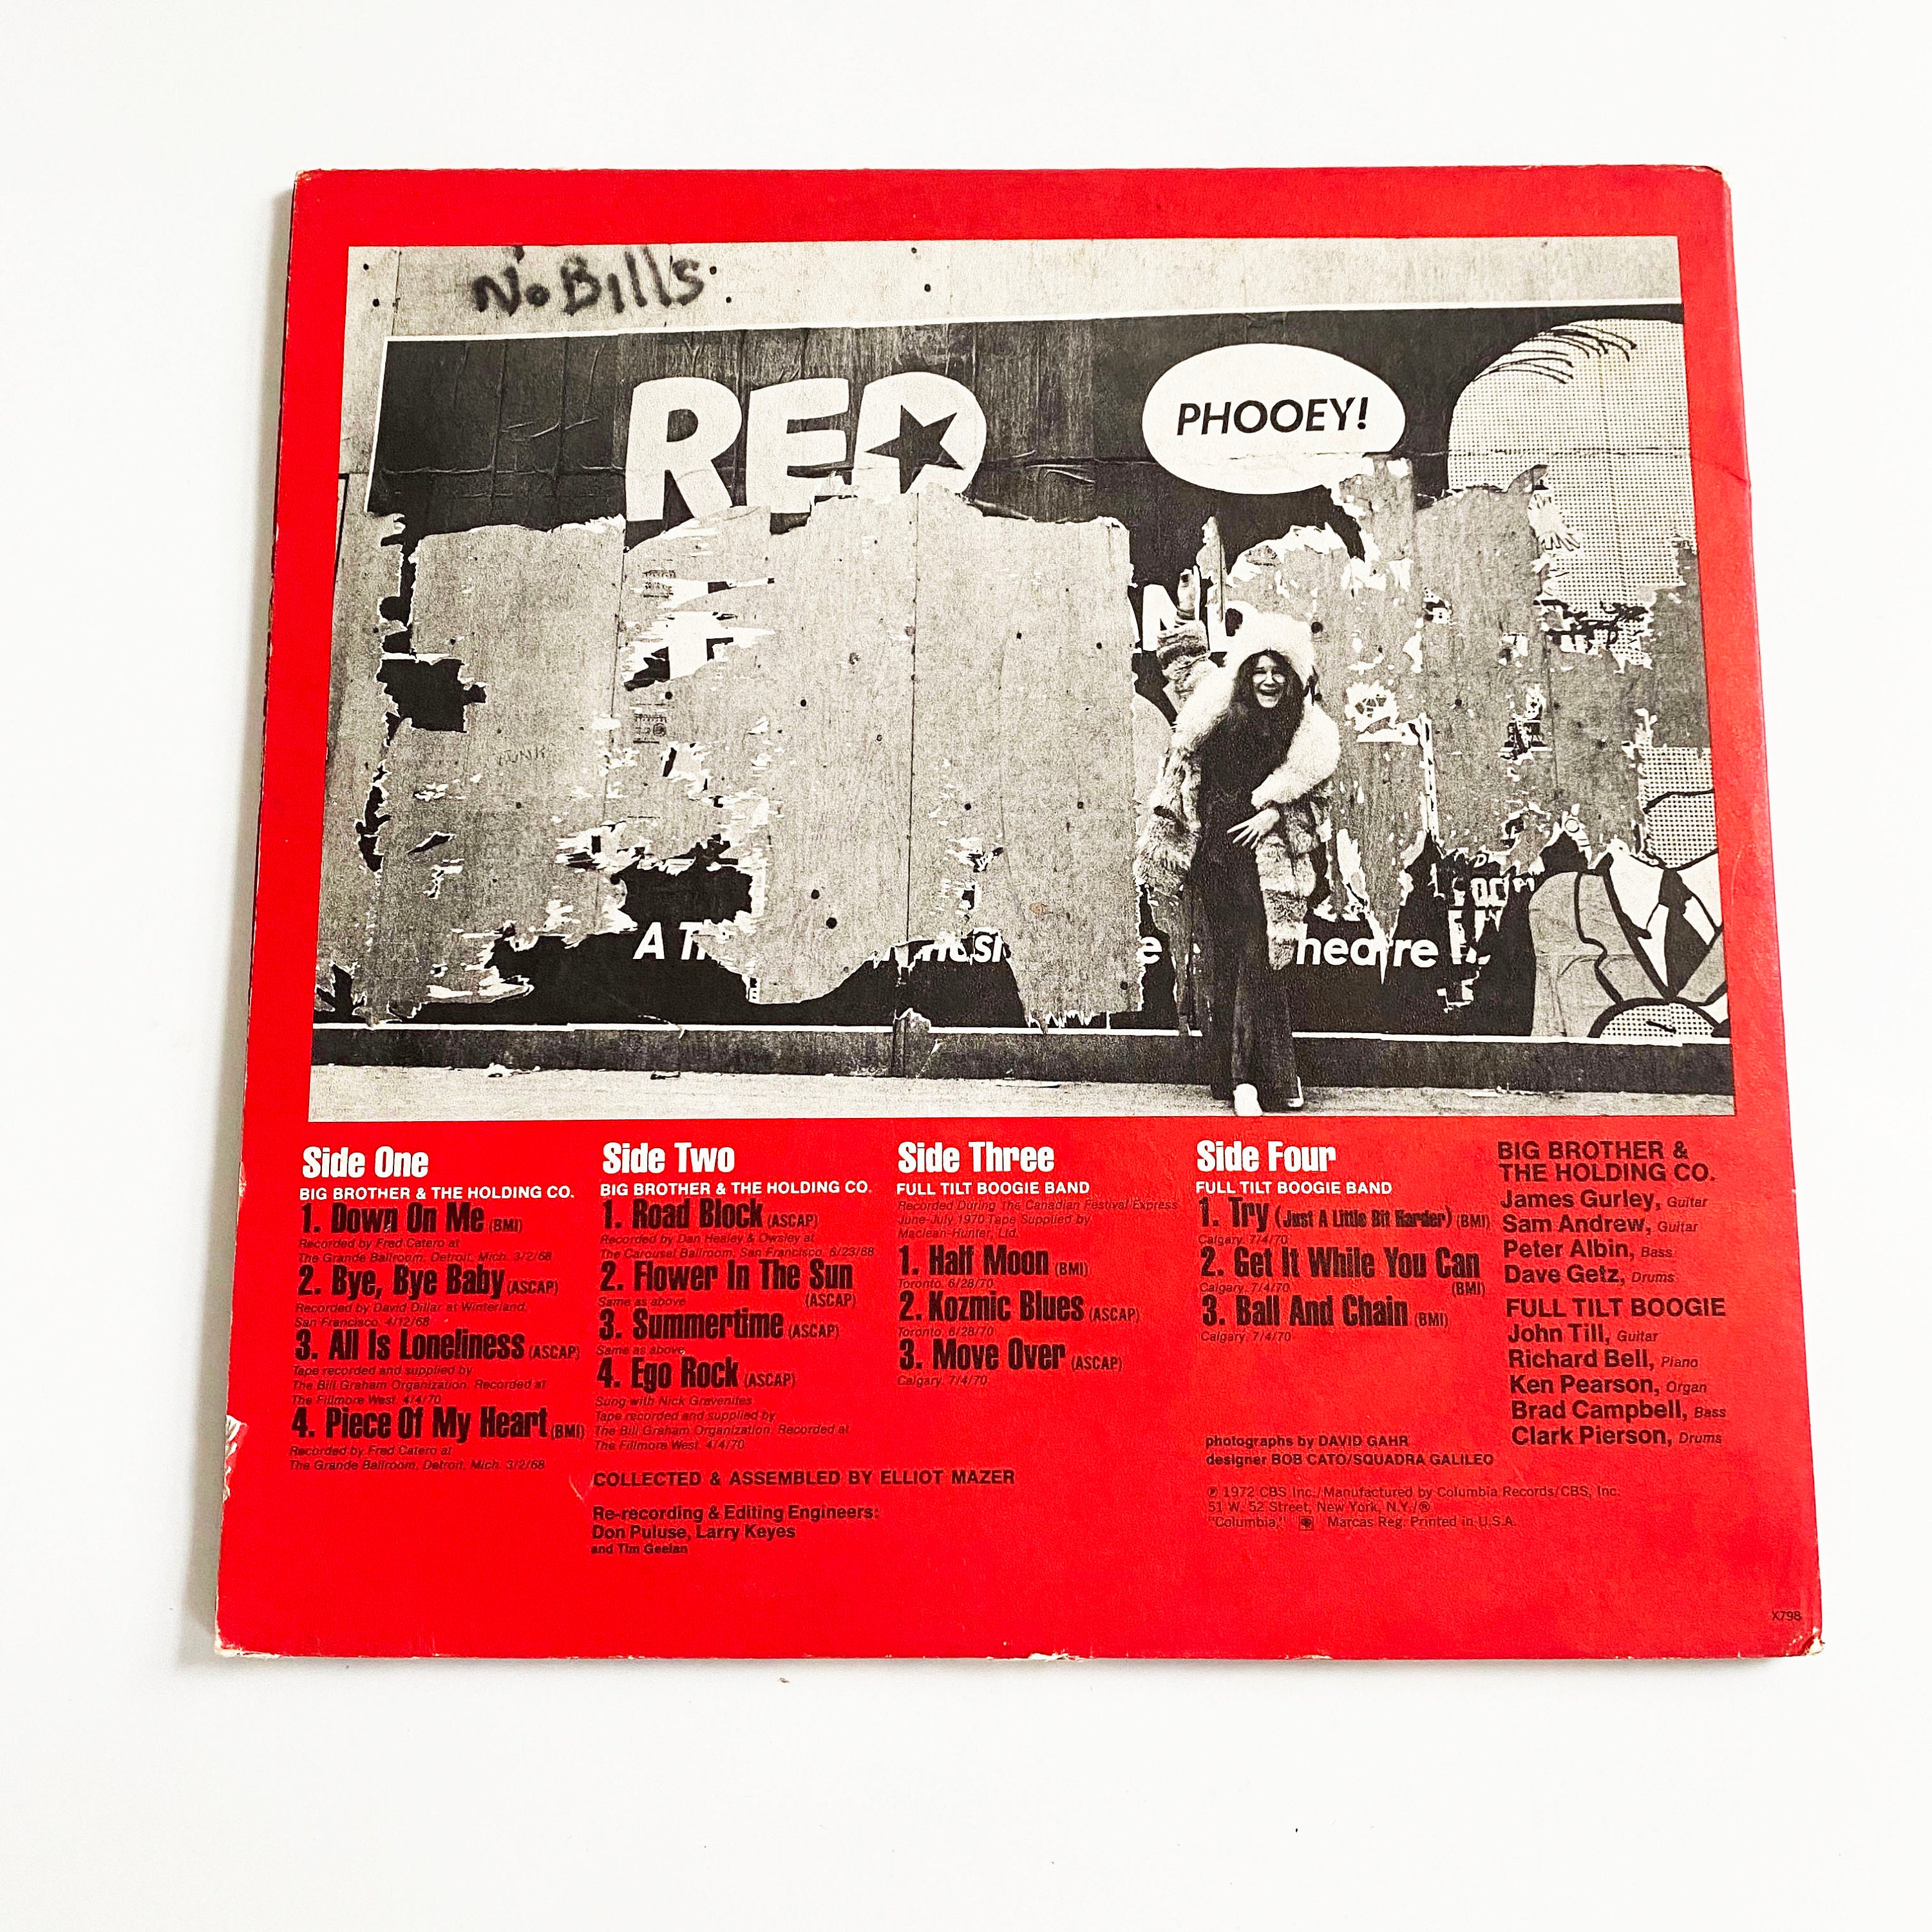 No Bills
RED
PHOOEY!
A
heatre
Side One
BIG BROTHER & THE HOLDING CO.
1. Down On Me (BMI)
Recorded by Fred Catero at
The Grande Ballroom, Detroit, Mich. 3/2/68
2. Bye, Bye Baby (ASCAP)
Recorded by David Dillar at Winterland,
San Francisco, 4/12/68
3. All Is Loneliness (ASCAP)
Tape recorded and supplied by
The Bill Graham Organization. Recorded at
The Fillmore West. 4/4/70
4. Piece Of My Heart (BMI)
Recorded by Fred Catero at
The Grande Ballroom, Detroit, Mich. 3/2/68
Side Two
BIG BROTHER & THE HOLDING CO.
1. Road Block (ASCAP)
Recorded by Dan Healey & Owsley at
The Carousel Ballroom, San Francisco, 6/23/68
2. Flower In The Sun
(ASCAP)
Same as above
3. Summertime (ASCAP)
Same as above
4. Ego Rock (ASCAP)
Sung with Nick Gravenites
Tape recorded and supplied by
The Bill Graham Organization. Recorded at
The Fillmore West. 4/4/70
COLLECTED & ASSEMBLED BY ELLIOT MAZER
Re-recording & Editing Engineers:
Don Puluse, Larry Keyes
and Tim Geelan
Side Three
FULL TILT BOOGIE BAND
Recorded During The Canadian Festival Express
June-July 1970 Tape Supplied by
Maclean-Hunter, Ltd.
1. Half Moon (BMI)
Toronto, 6/28/70
2. Kozmic Blues (ASCAP)
Toronto, 6/28/70
3. Move Over (ASCAP)
Calgary, 7/4/70
Side Four
FULL TILT BOOGIE BAND
1. Try (Just A Little Bit Harder) (BMI)
Calgary, 7/4/70
2. Get It While You Can
(BMI)
Calgary, 7/4/70
3. Ball And Chain (BMI)
Calgary, 7/4/70
photographs by DAVID GAHR
designer BOB CATO/SQUADRA GALILEO
℗ 1972 CBS Inc./Manufactured by Columbia Records/CBS, Inc.
51 W. 52 Street, New York, N.Y./®
"Columbia," Marcas Reg. Printed in U.S.A.
BIG BROTHER &
THE HOLDING CO.
James Gurley, Guitar
Sam Andrew, Guitar
Peter Albin, Bass
Dave Getz, Drums
FULL TILT BOOGIE
John Till, Guitar
Richard Bell, Piano
Ken Pearson, Organ
Brad Campbell, Bass
Clark Pierson, Drums
X798